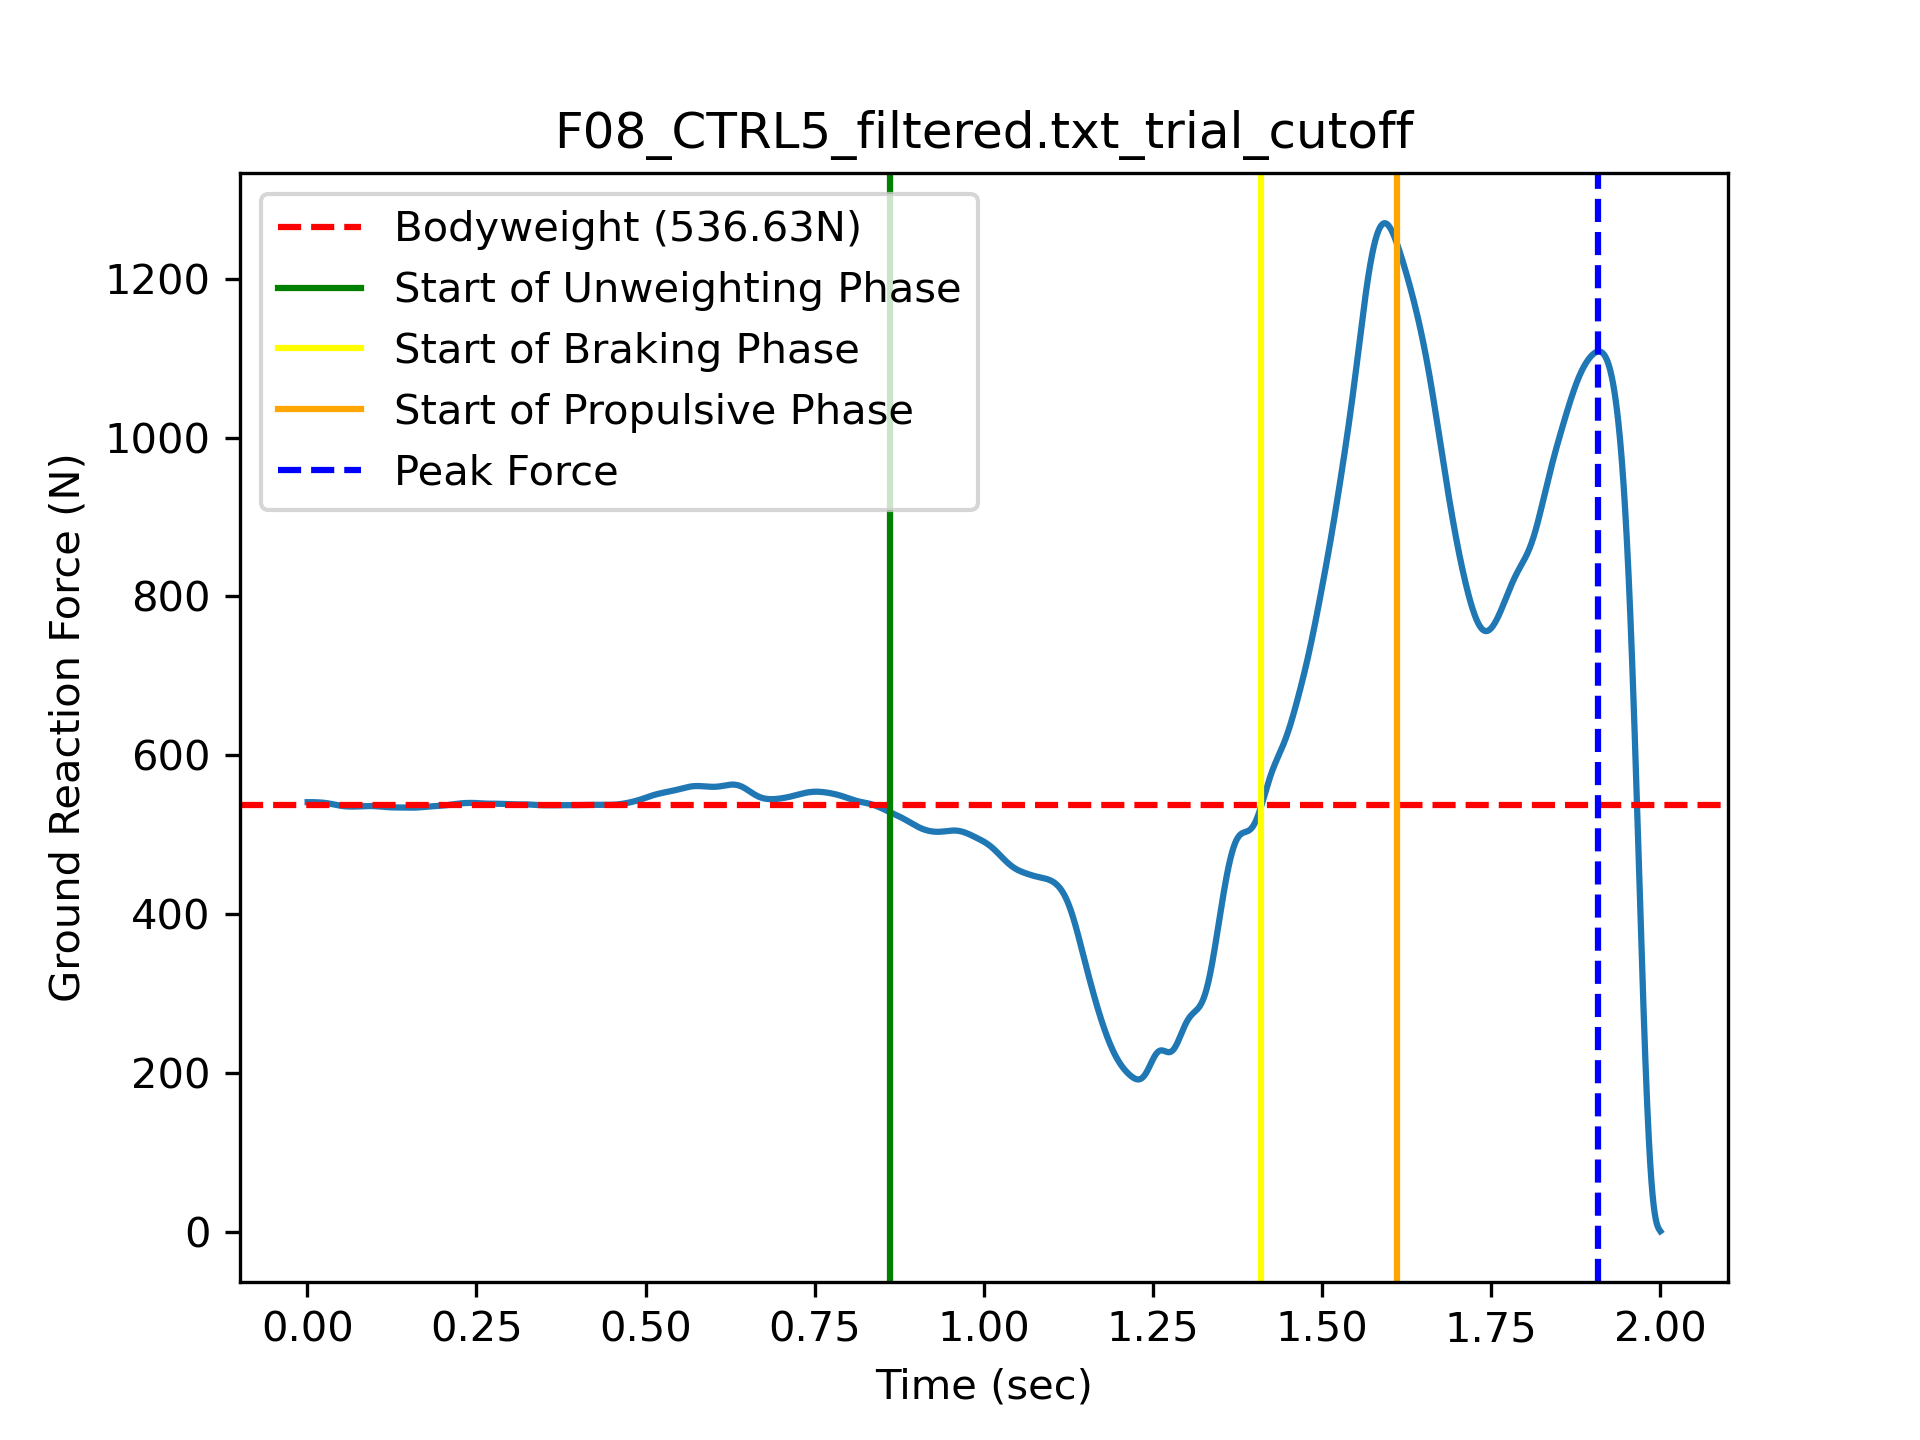 F08_CTRL5_filtered.txt_trial_cutoff
Bodyweight (536.63N)
Start of Unweighting Phase
Start of Braking Phase
Start of Propulsive Phase
Peak Force
Ground Reaction Force (N)
1200
1000
800
600
400
200
0
0.00 0.25 0.50 0.75 1.00 1.25 1.50 1.75 2.00
Time (sec)